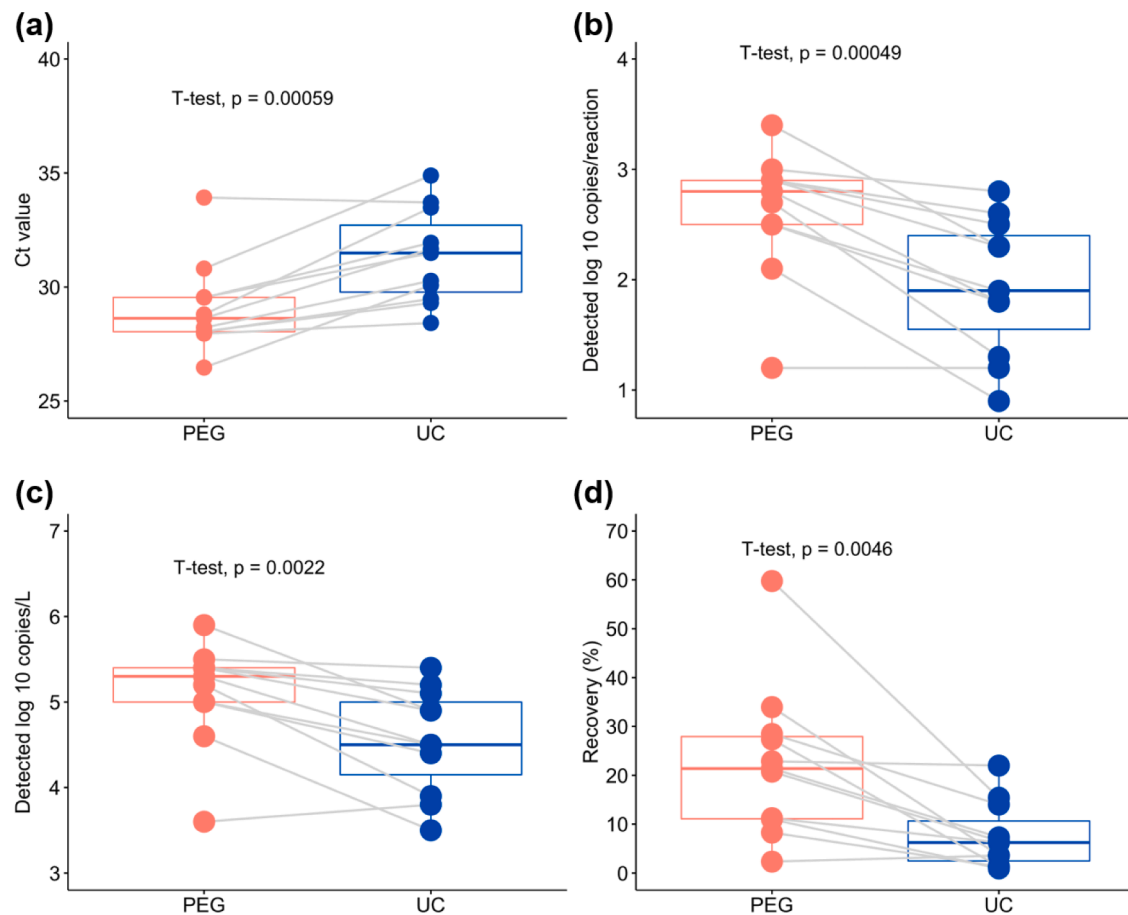 (a)
40
35
30
25
Ct value
T-test, p = 0.00059
PEG
UC
(b)
4
3
2
1
Detected log 10 copies/reaction
T-test, p = 0.00049
PEG
UC
(c)
7
6
5
4
3
Detected log 10 copies/L
T-test, p = 0.0022
PEG
UC
(d)
70
60
50
40
30
20
10
0
Recovery (%)
T-test, p = 0.0046
PEG
UC